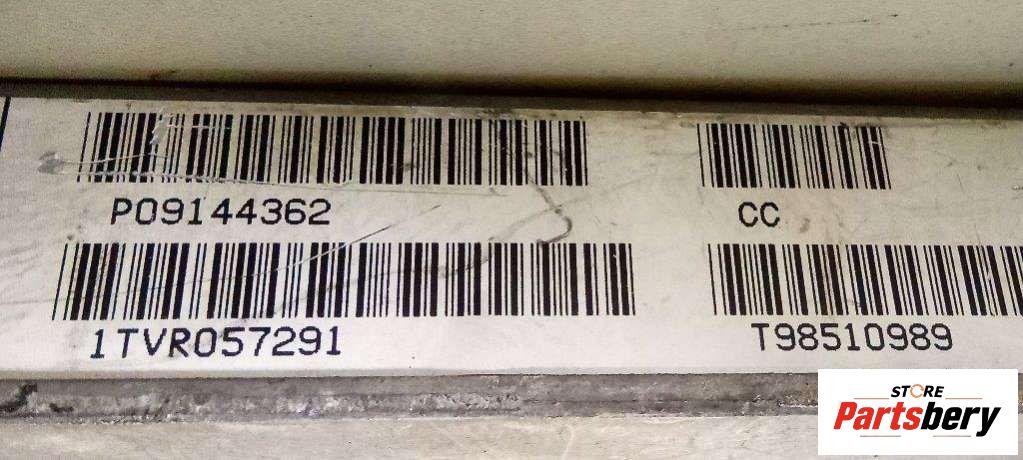 P09144362
CC
1TVR057291
T98510989
STORE
Partsbery